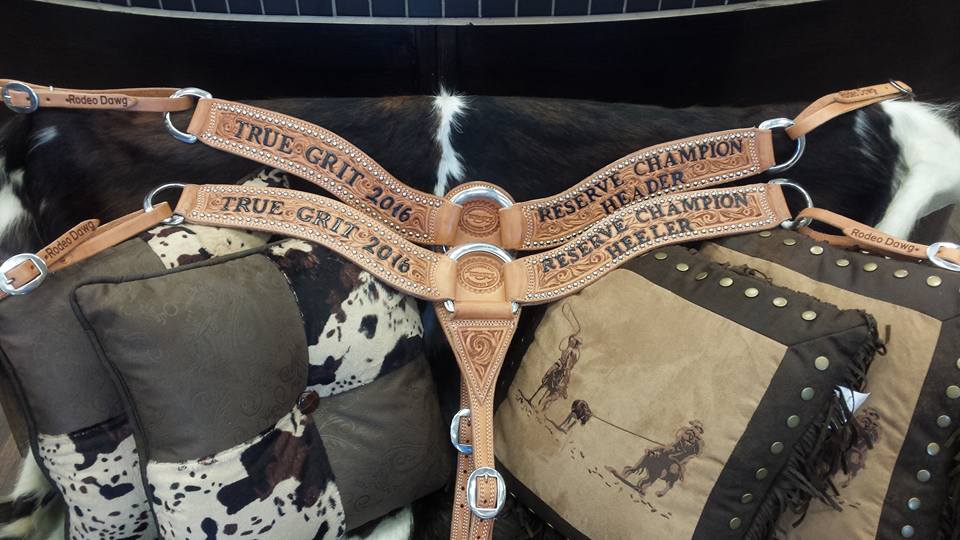 •Rodeo Dawg•
Rodeo Dawg
TRUE GRIT 2016
RESERVE CHAMPION
HEADER
•Rodeo Dawg•
TRUE GRIT 2016
RESERVE CHAMPION
HEELER
•Rodeo Dawg•